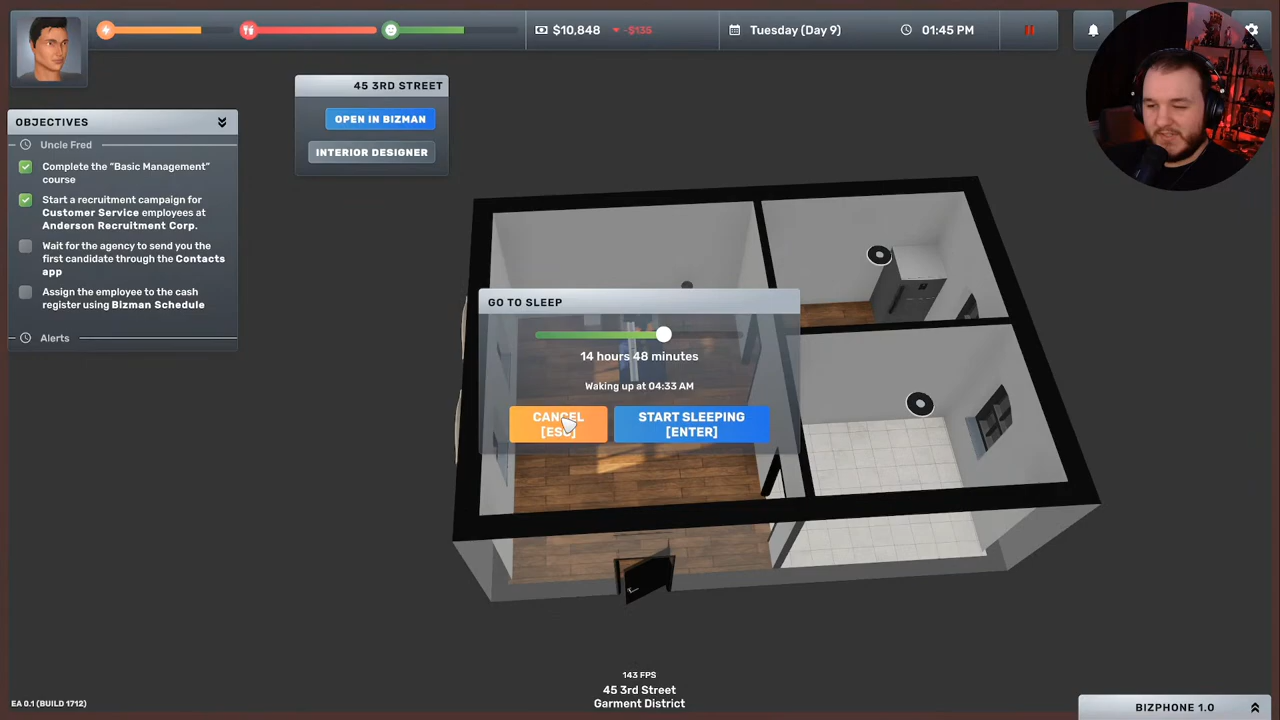 $10,848 -$135
Tuesday (Day 9)
01:45 PM
45 3RD STREET
OPEN IN BIZMAN
INTERIOR DESIGNER
OBJECTIVES
Uncle Fred
Complete the "Basic Management"
course
Start a recruitment campaign for
Customer Service employees at
Anderson Recruitment Corp.
Wait for the agency to send you the
first candidate through the Contacts
app
Assign the employee to the cash
register using Bizman Schedule
Alerts
GO TO SLEEP
14 hours 48 minutes
Waking up at 04:33 AM
CANCEL
[ESC]
START SLEEPING
[ENTER]
143 FPS
45 3rd Street
Garment District
EA 0.1 (BUILD 1712)
BIZPHONE 1.0